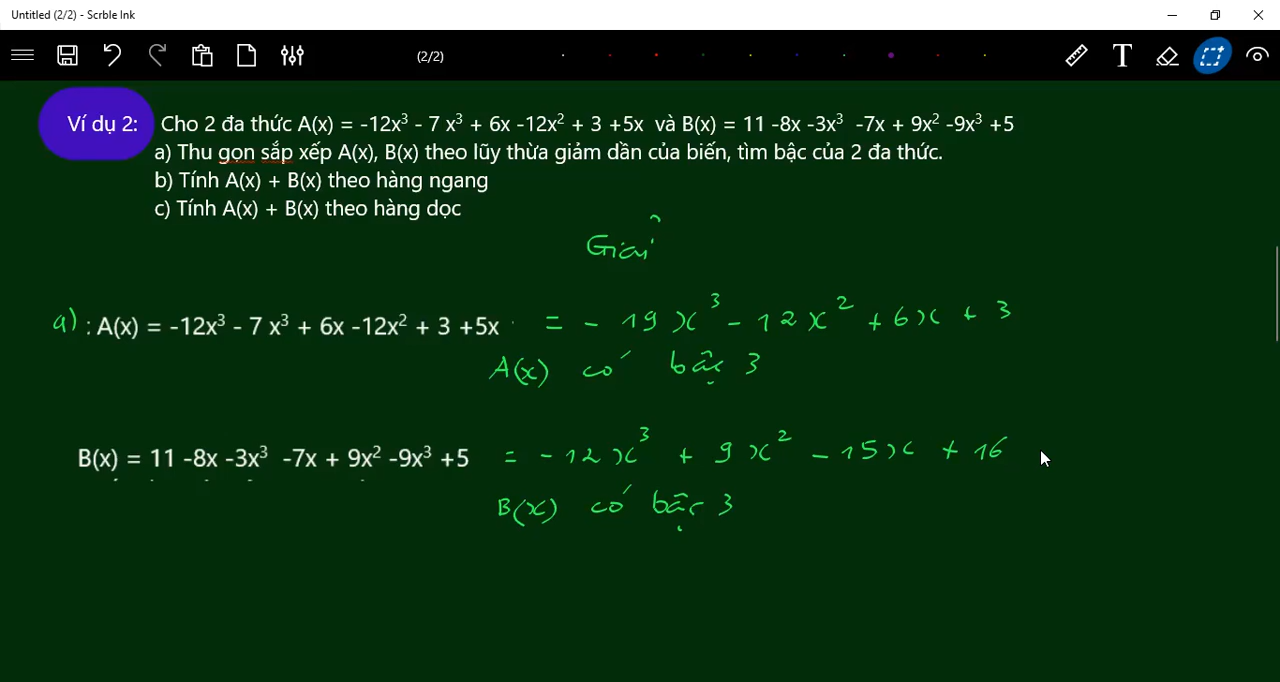 Untitled (2/2) - Scrble Ink
(2/2)
T
Ví dụ 2: Cho 2 đa thức A(x) = -12x³ - 7 x³ + 6x -12x² + 3 +5x và B(x) = 11 -8x -3x³ -7x + 9x² -9x³ +5
a) Thu gọn sắp xếp A(x), B(x) theo lũy thừa giảm dần của biến, tìm bậc của 2 đa thức.
b) Tính A(x) + B(x) theo hàng ngang
c) Tính A(x) + B(x) theo hàng dọc
Giải
a) : A(x) = -12x³ - 7 x³ + 6x -12x² + 3 +5x = - 19x³ - 12x² + 6x + 3
A(x) có bậc 3
B(x) = 11 -8x -3x³ -7x + 9x² -9x³ +5 = -12x³ + 9x² - 15x + 16
B(x) có bậc 3